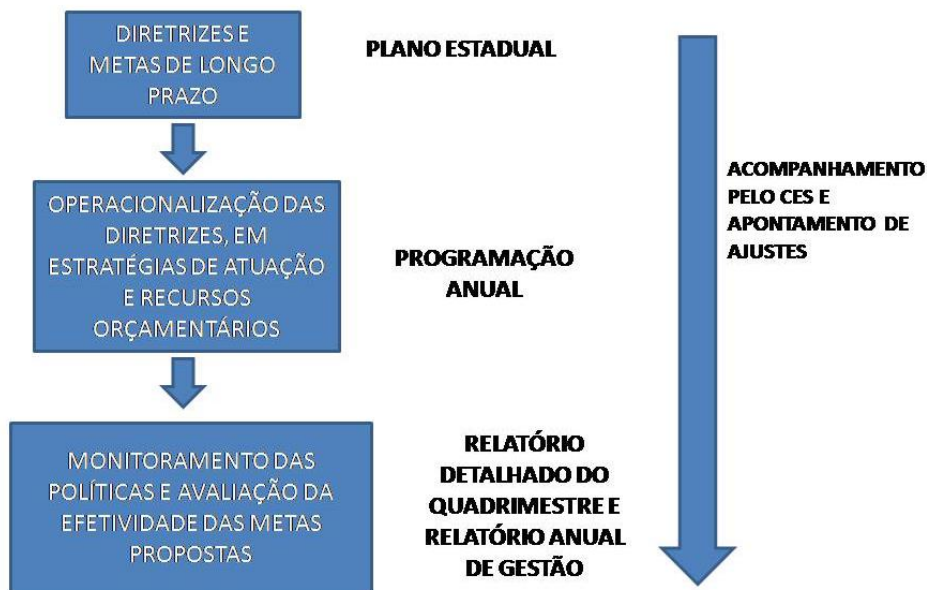 DIRETRIZES E
METAS DE LONGO
PRAZO
PLANO ESTADUAL
OPERACIONALIZAÇÃO DAS
DIRETRIZES, EM
ESTRATÉGIAS DE ATUAÇÃO
E RECURSOS
ORÇAMENTÁRIOS
PROGRAMAÇÃO
ANUAL
MONITORAMENTO DAS
POLÍTICAS E AVALIAÇÃO DA
EFETIVIDADE DAS METAS
PROPOSTAS
RELATÓRIO
DETALHADO DO
QUADRIMESTRE E
RELATÓRIO ANUAL
DE GESTÃO
ACOMPANHAMENTO
PELO CES E
APONTAMENTO DE
AJUSTES